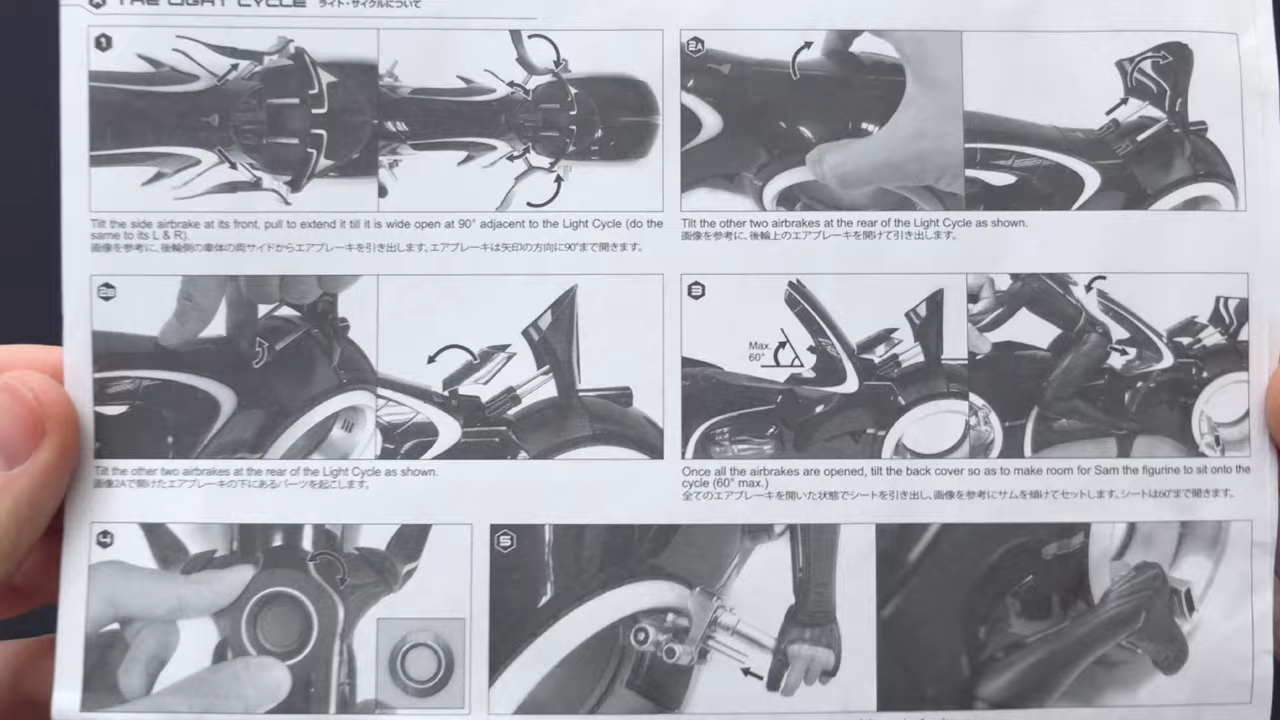 THE LIGHT CYCLE ライト・サイクルについて
1
Tilt the side airbrake at its front, pull to extend it till it is wide open at 90° adjacent to the Light Cycle (do the
same to its L & R).
画像を参考に、後輪側の車体の両サイドからエアブレーキを引き出します。エアブレーキは矢印の方向に90°まで開きます。
2A
Tilt the other two airbrakes at the rear of the Light Cycle as shown.
画像を参考に、後輪上のエアブレーキを開けて引き出します。
2B
Tilt the other two airbrakes at the rear of the Light Cycle as shown.
画像2Aで開けたエアブレーキの下にあるパーツを起こします。
3
Max.
60°
Once all the airbrakes are opened, tilt the back cover so as to make room for Sam the figurine to sit onto the
cycle (60° max.)
全てのエアブレーキを開いた状態でシートを引き出し、画像を参考にサムを傾けてセットします。シートは60°まで開きます。
4
5